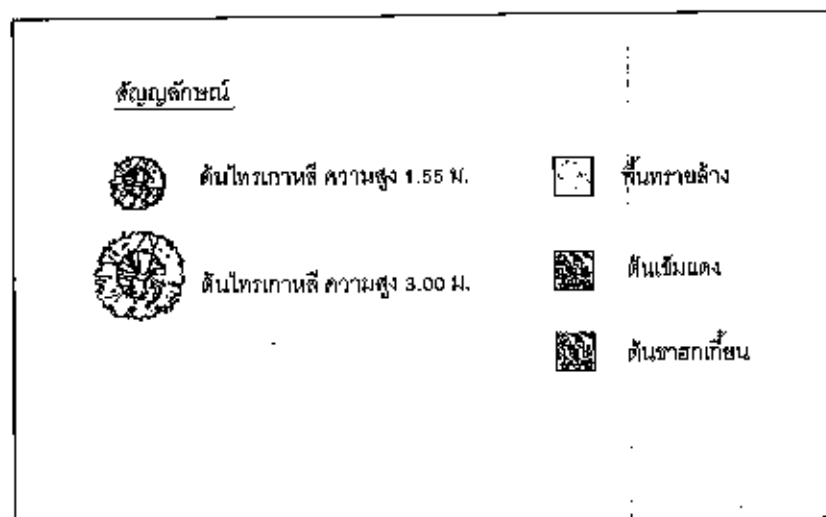 สัญญลักษณ์
ต้นไทรเกาหลี ความสูง 1.55 ม.
ต้นไทรเกาหลี ความสูง 3.00 ม.
พื้นทรายล้าง
ต้นเข็มแดง
ต้นชาฮกเกี้ยน